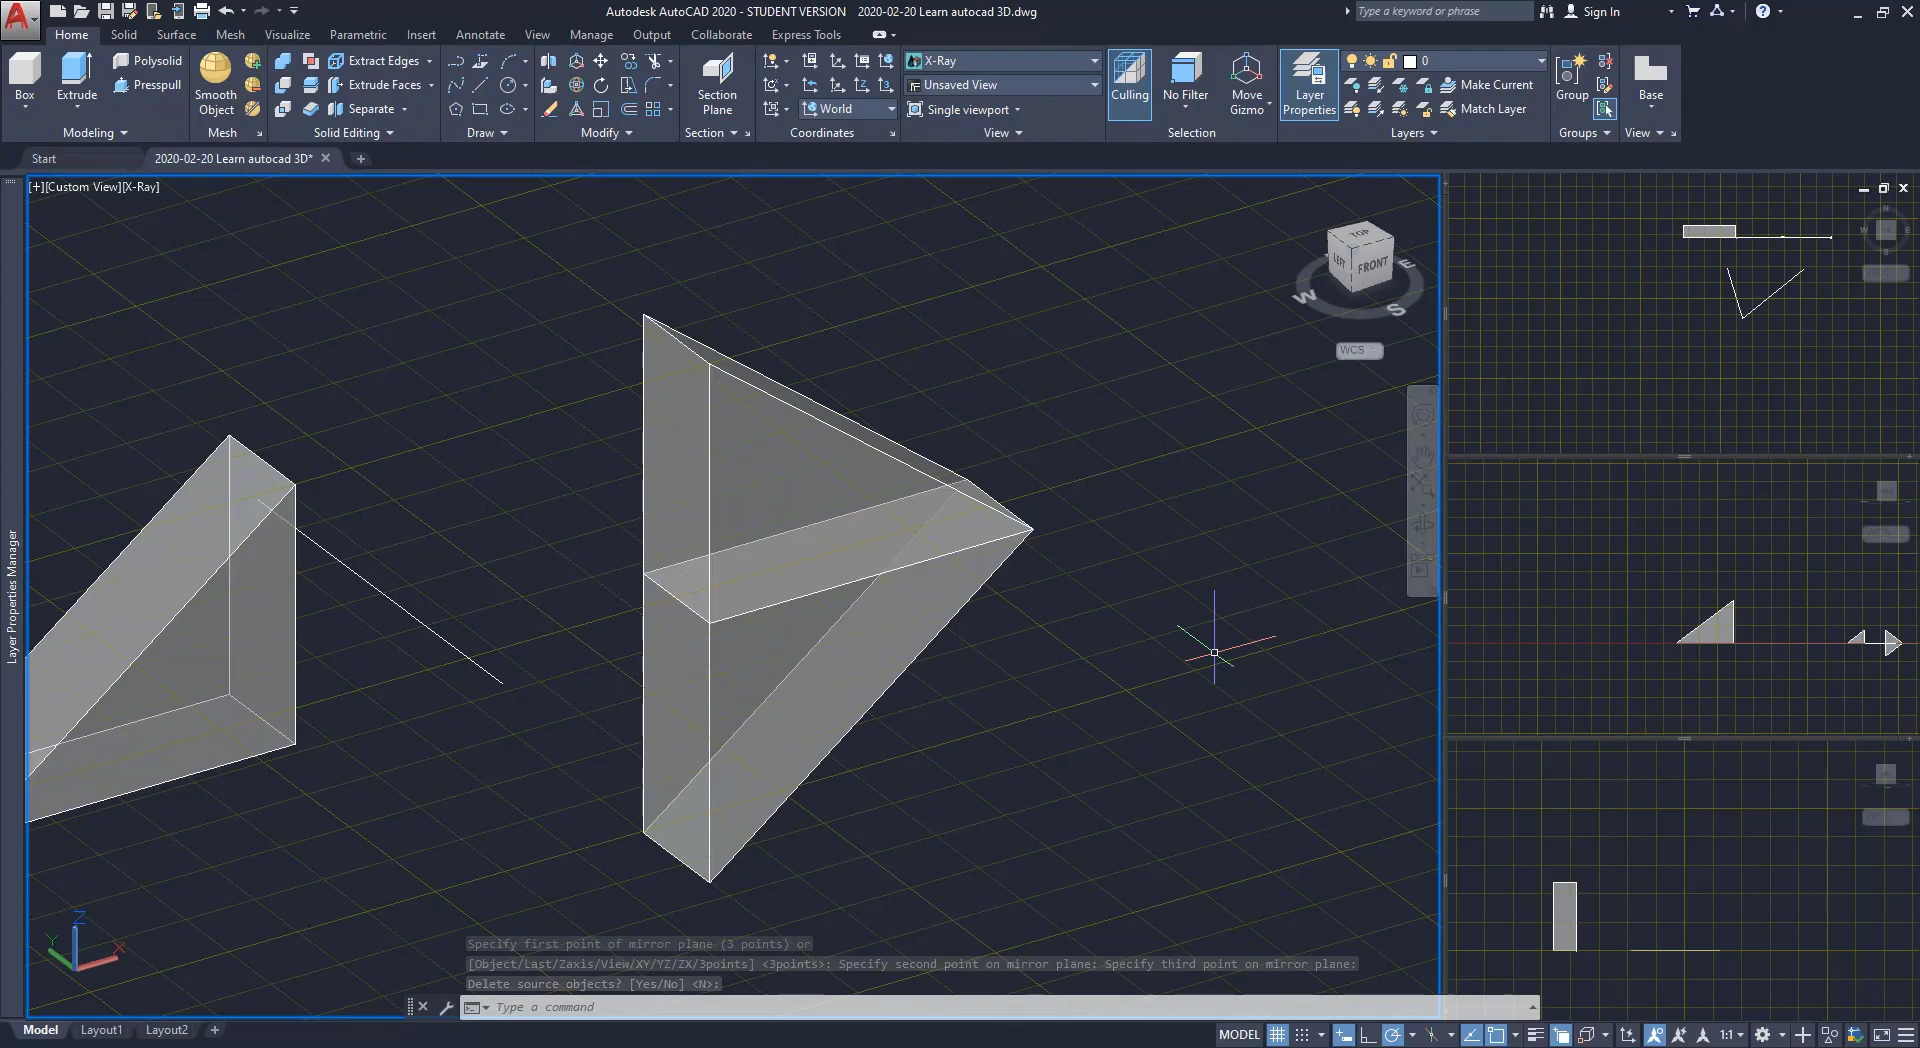 Autodesk AutoCAD 2020 - STUDENT VERSION 2020-02-20 Learn autocad 3D.dwg
Type a keyword or phrase
Sign In
Home Solid Surface Mesh Visualize Parametric Insert Annotate View Manage Output Collaborate Express Tools
Box
Extrude
Polysolid
Presspull
Modeling
Smooth Object
Mesh
Extract Edges
Extrude Faces
Separate
Solid Editing
Draw
Modify
Section Plane
Section
World
Coordinates
X-Ray
Unsaved View
Single viewport
View
Culling
No Filter
Move Gizmo
Selection
Layer Properties
0
Make Current
Match Layer
Layers
Group
Groups
Base
View
Start
2020-02-20 Learn autocad 3D*
[+][Custom View][X-Ray]
Layer Properties Manager
TOP
LEFT
FRONT
W
S
E
WCS
N
W
E
S
Z
Y
X
Specify first point of mirror plane (3 points) or
[Object/Last/Zaxis/View/XY/YZ/ZX/3points] <3points>: Specify second point on mirror plane: Specify third point on mirror plane:
Delete source objects? [Yes/No] <N>:
Type a command
Model Layout1 Layout2
MODEL
1:1